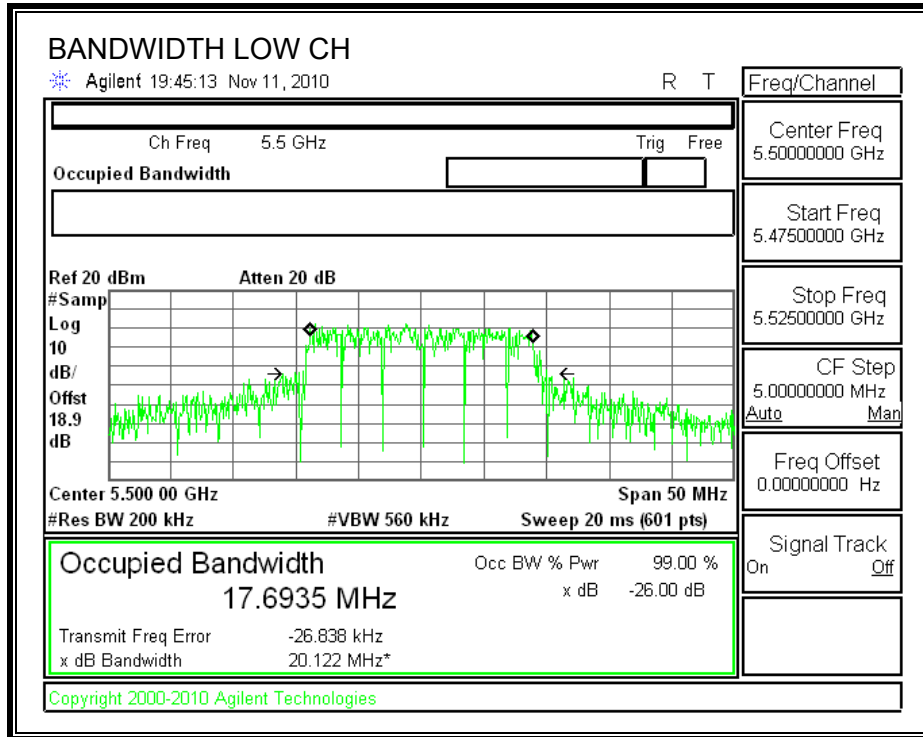 BANDWIDTH LOW CH
Agilent 19:45:13 Nov 11, 2010 R T
Freq/Channel
Ch Freq 5.5 GHz Trig Free
Occupied Bandwidth
Center Freq
5.50000000 GHz
Start Freq
5.47500000 GHz
Stop Freq
5.52500000 GHz
CF Step
5.00000000 MHz
Auto Man
Freq Offset
0.00000000 Hz
Signal Track
On Off
Ref 20 dBm Atten 20 dB
#Samp
Log
10
dB/
Offst
18.9
dB
Center 5.500 00 GHz Span 50 MHz
#Res BW 200 kHz #VBW 560 kHz Sweep 20 ms (601 pts)
Occupied Bandwidth Occ BW % Pwr 99.00 %
17.6935 MHz x dB -26.00 dB
Transmit Freq Error -26.838 kHz
x dB Bandwidth 20.122 MHz*
Copyright 2000-2010 Agilent Technologies